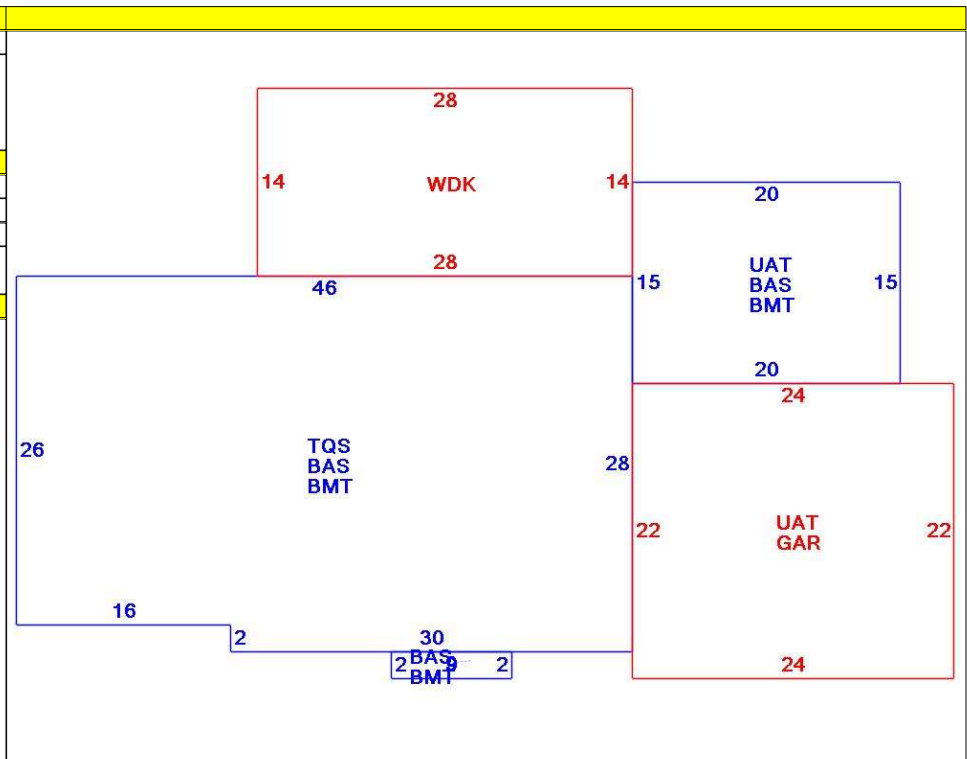 28
14 WDK 14
28
20
UAT
BAS
BMT
15 15
20
46
26
TQS
BAS
BMT
28
24
22 UAT 22
GAR
24
16
2
30
2 BAS 9 2
BMT